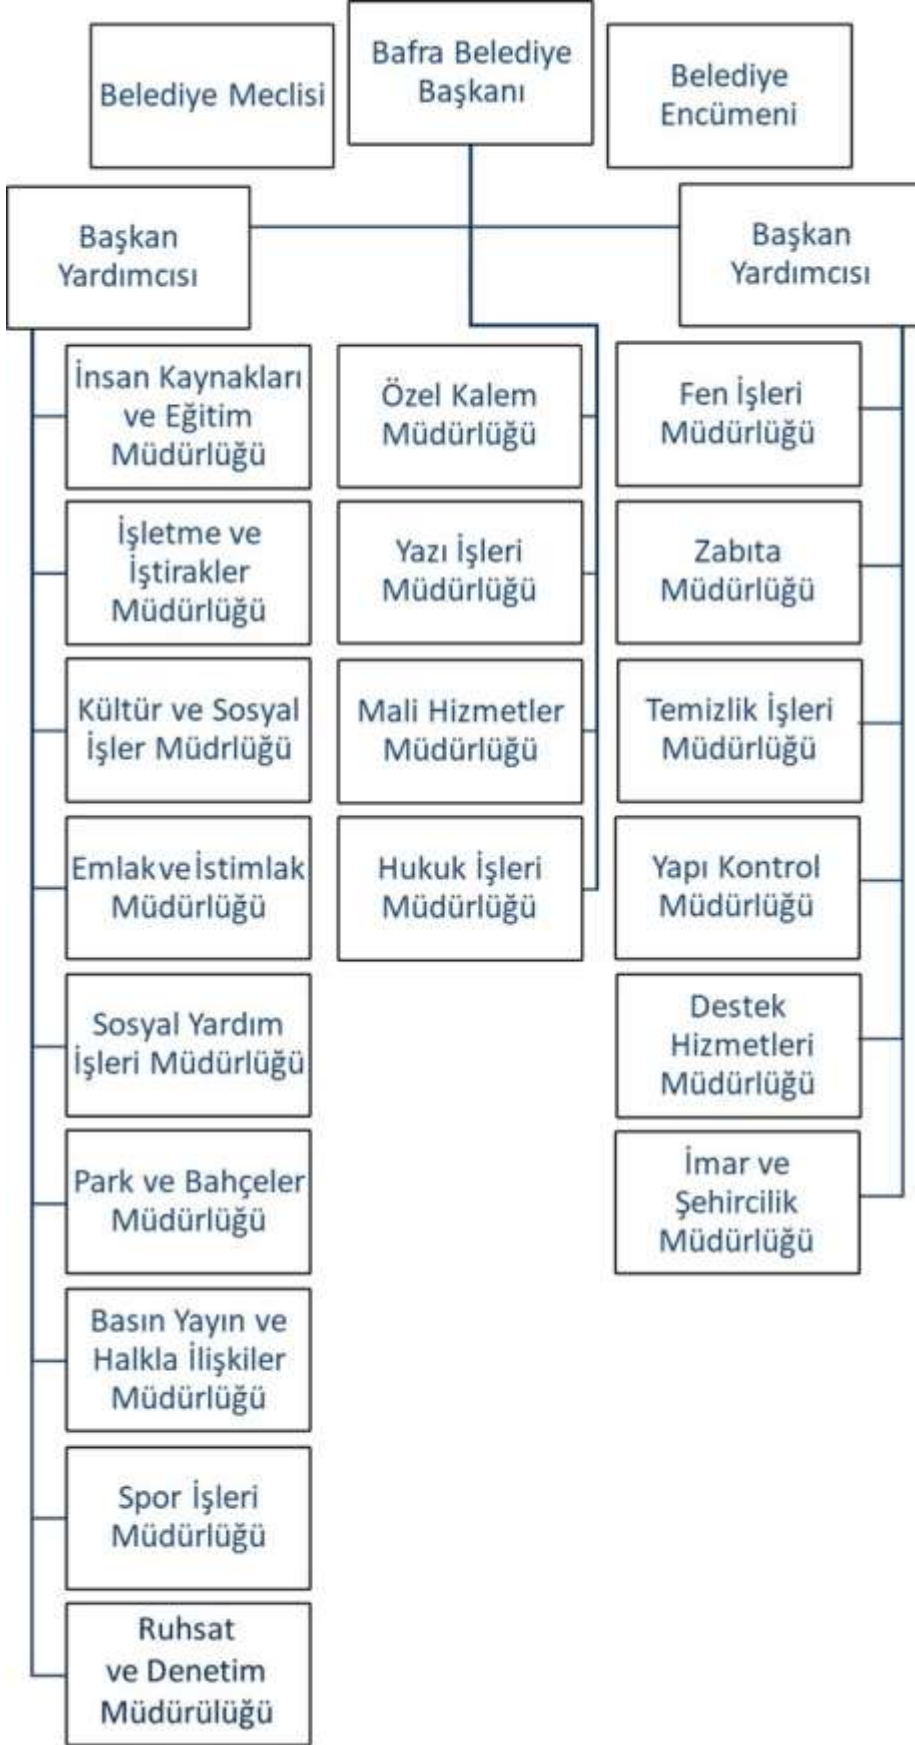 Belediye Meclisi
Bafra Belediye
Başkanı
Belediye
Encümeni
Başkan
Yardımcısı
Başkan
Yardımcısı
İnsan Kaynakları
ve Eğitim
Müdürlüğü
İşletme ve
İştirakler
Müdürlüğü
Kültür ve Sosyal
İşler Müdrlüğü
Emlak ve İstimlak
Müdürlüğü
Sosyal Yardım
İşleri Müdürlüğü
Park ve Bahçeler
Müdürlüğü
Basın Yayın ve
Halkla İlişkiler
Müdürlüğü
Spor İşleri
Müdürlüğü
Ruhsat
ve Denetim
Müdürülüğü
Özel Kalem
Müdürlüğü
Yazı İşleri
Müdürlüğü
Mali Hizmetler
Müdürlüğü
Hukuk İşleri
Müdürlüğü
Fen İşleri
Müdürlüğü
Zabıta
Müdürlüğü
Temizlik İşleri
Müdürlüğü
Yapı Kontrol
Müdürlüğü
Destek
Hizmetleri
Müdürlüğü
İmar ve
Şehircilik
Müdürlüğü